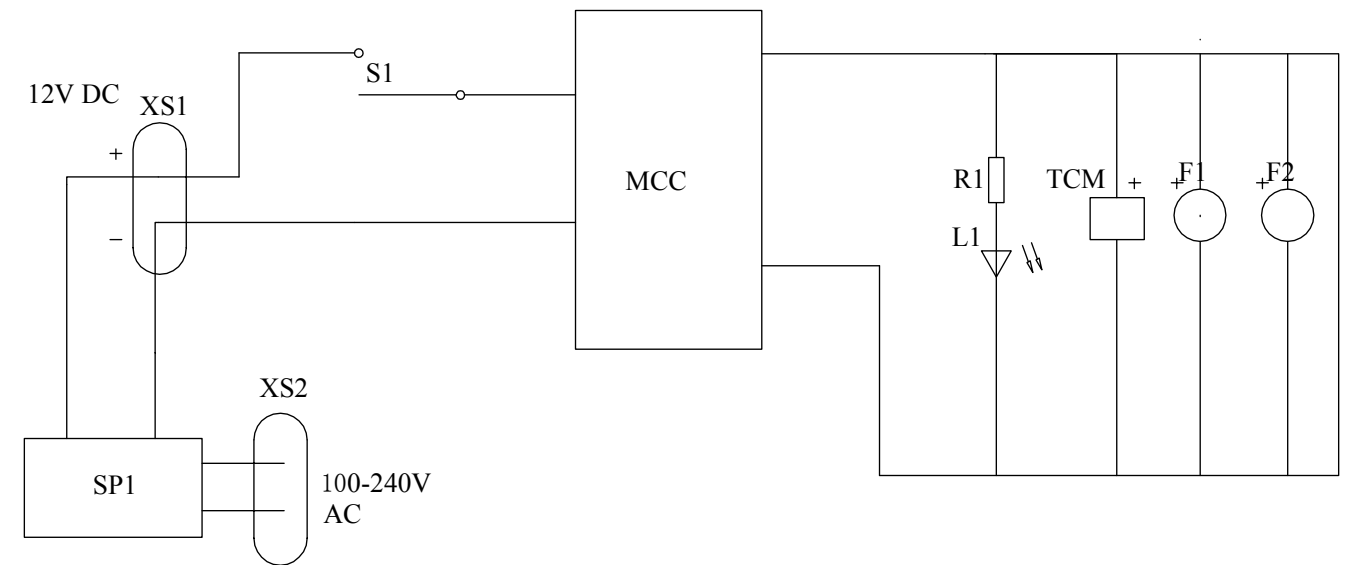 12V DC
XS1
S1
+
−
MCC
R1
TCM
+
+
F1
+
F2
L1
XS2
SP1
100-240V
AC